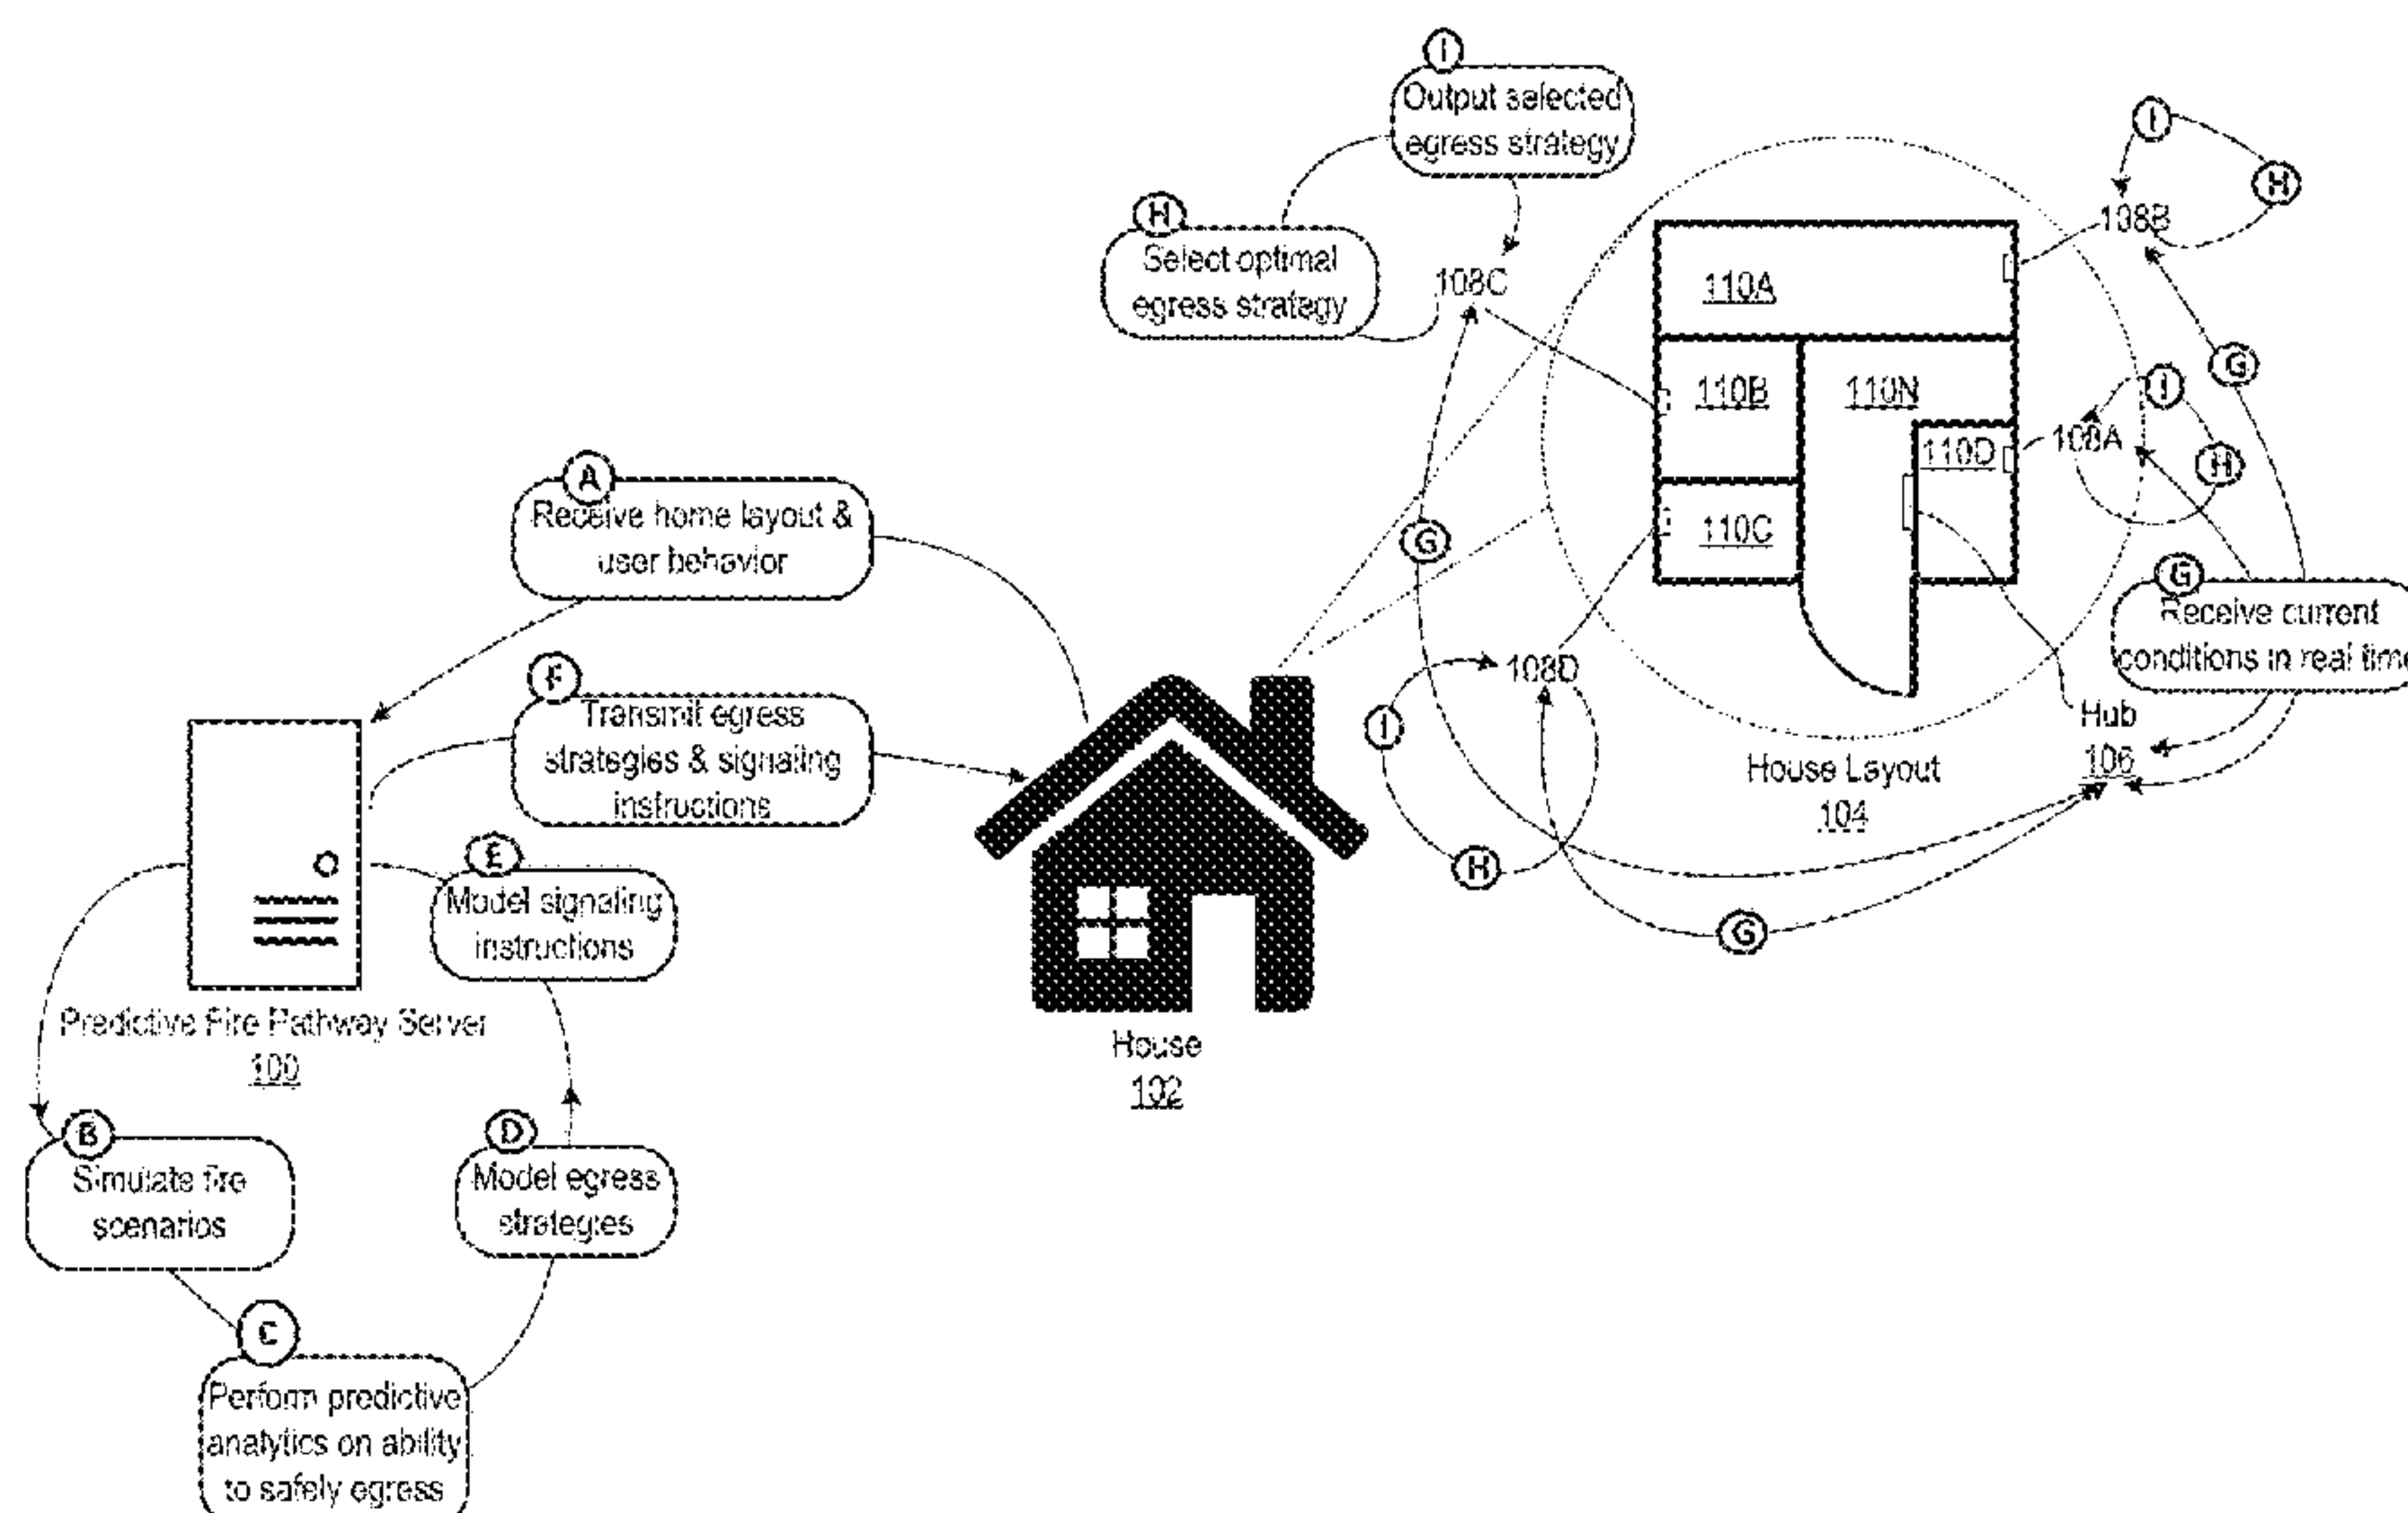 I
Output selected
egress strategy
H
Select optimal
egress strategy
108C
I
H
108B
110A
G
110B
110N
I
108A
H
110D
110C
G
G
Receive current
conditions in real time
A
Receive home layout &
user behavior
F
Transmit egress
strategies & signaling
instructions
108D
I
H
G
Hub
106
House Layout
104
E
Model signaling
instructions
Predictive Fire Pathway Server
100
House
102
B
Simulate fire
scenarios
D
Model egress
strategies
C
Perform predictive
analytics on ability
to safely egress